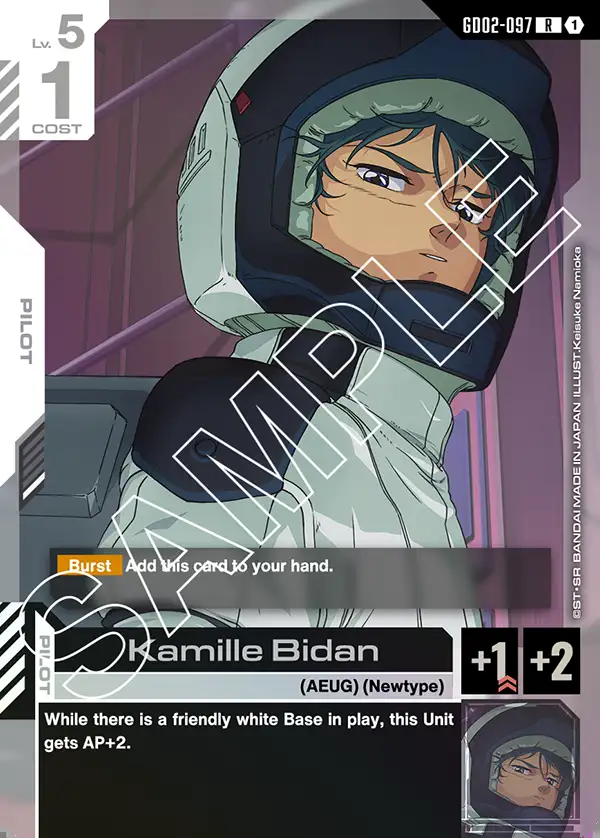 Lv. 5
GD02-097 R 1
1
COST
PILOT
©ST・SR BANDAI MADE IN JAPAN ILLUST.Keisuke Namioka
SAMPLE
Burst Add this card to your hand.
PILOT
Kamille Bidan
+1 +2
(AEUG) (Newtype)
While there is a friendly white Base in play, this Unit
gets AP+2.